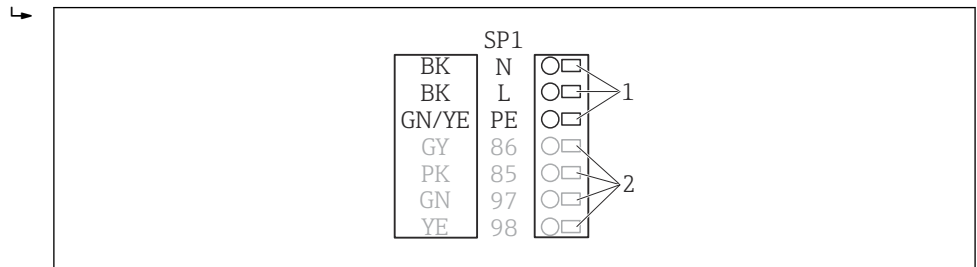 SP1
BK N
BK L 1
GN/YE PE
GY 86
PK 85 2
GN 97
YE 98